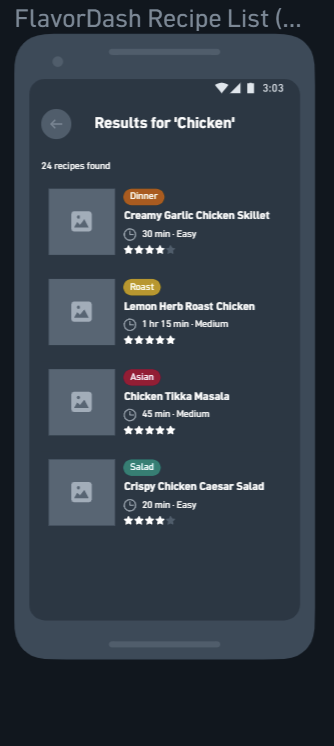 FlavorDash Recipe List (...
3:03
Results for 'Chicken'
24 recipes found
Dinner
Creamy Garlic Chicken Skillet
30 min · Easy
Roast
Lemon Herb Roast Chicken
1 hr 15 min · Medium
Asian
Chicken Tikka Masala
45 min · Medium
Salad
Crispy Chicken Caesar Salad
20 min · Easy